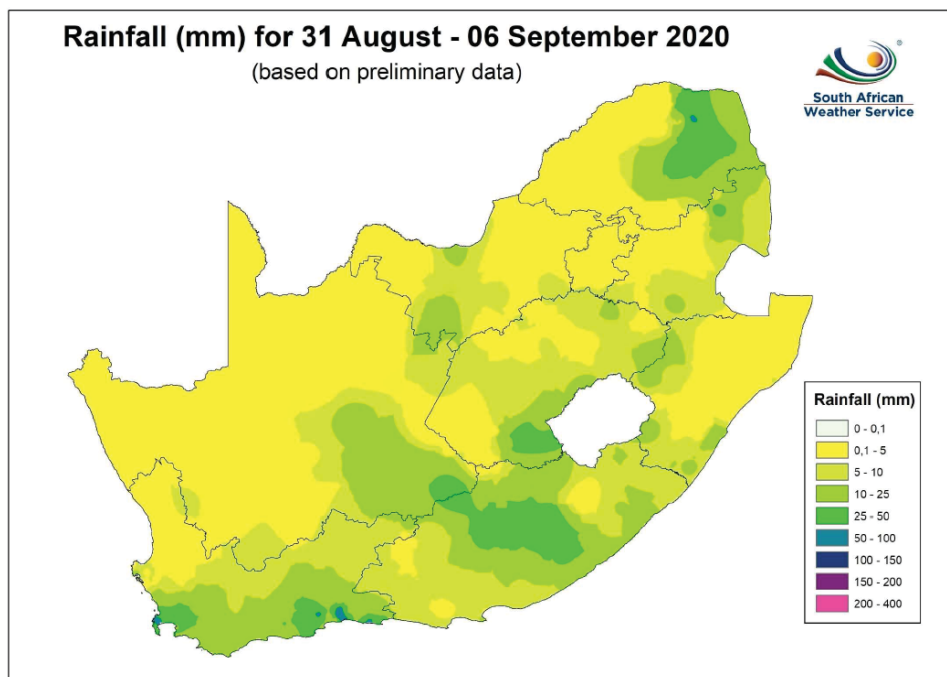 Rainfall (mm) for 31 August - 06 September 2020
(based on preliminary data)
®
South African
Weather Service
Rainfall (mm)
0 - 0,1
0,1 - 5
5 - 10
10 - 25
25 - 50
50 - 100
100 - 150
150 - 200
200 - 400